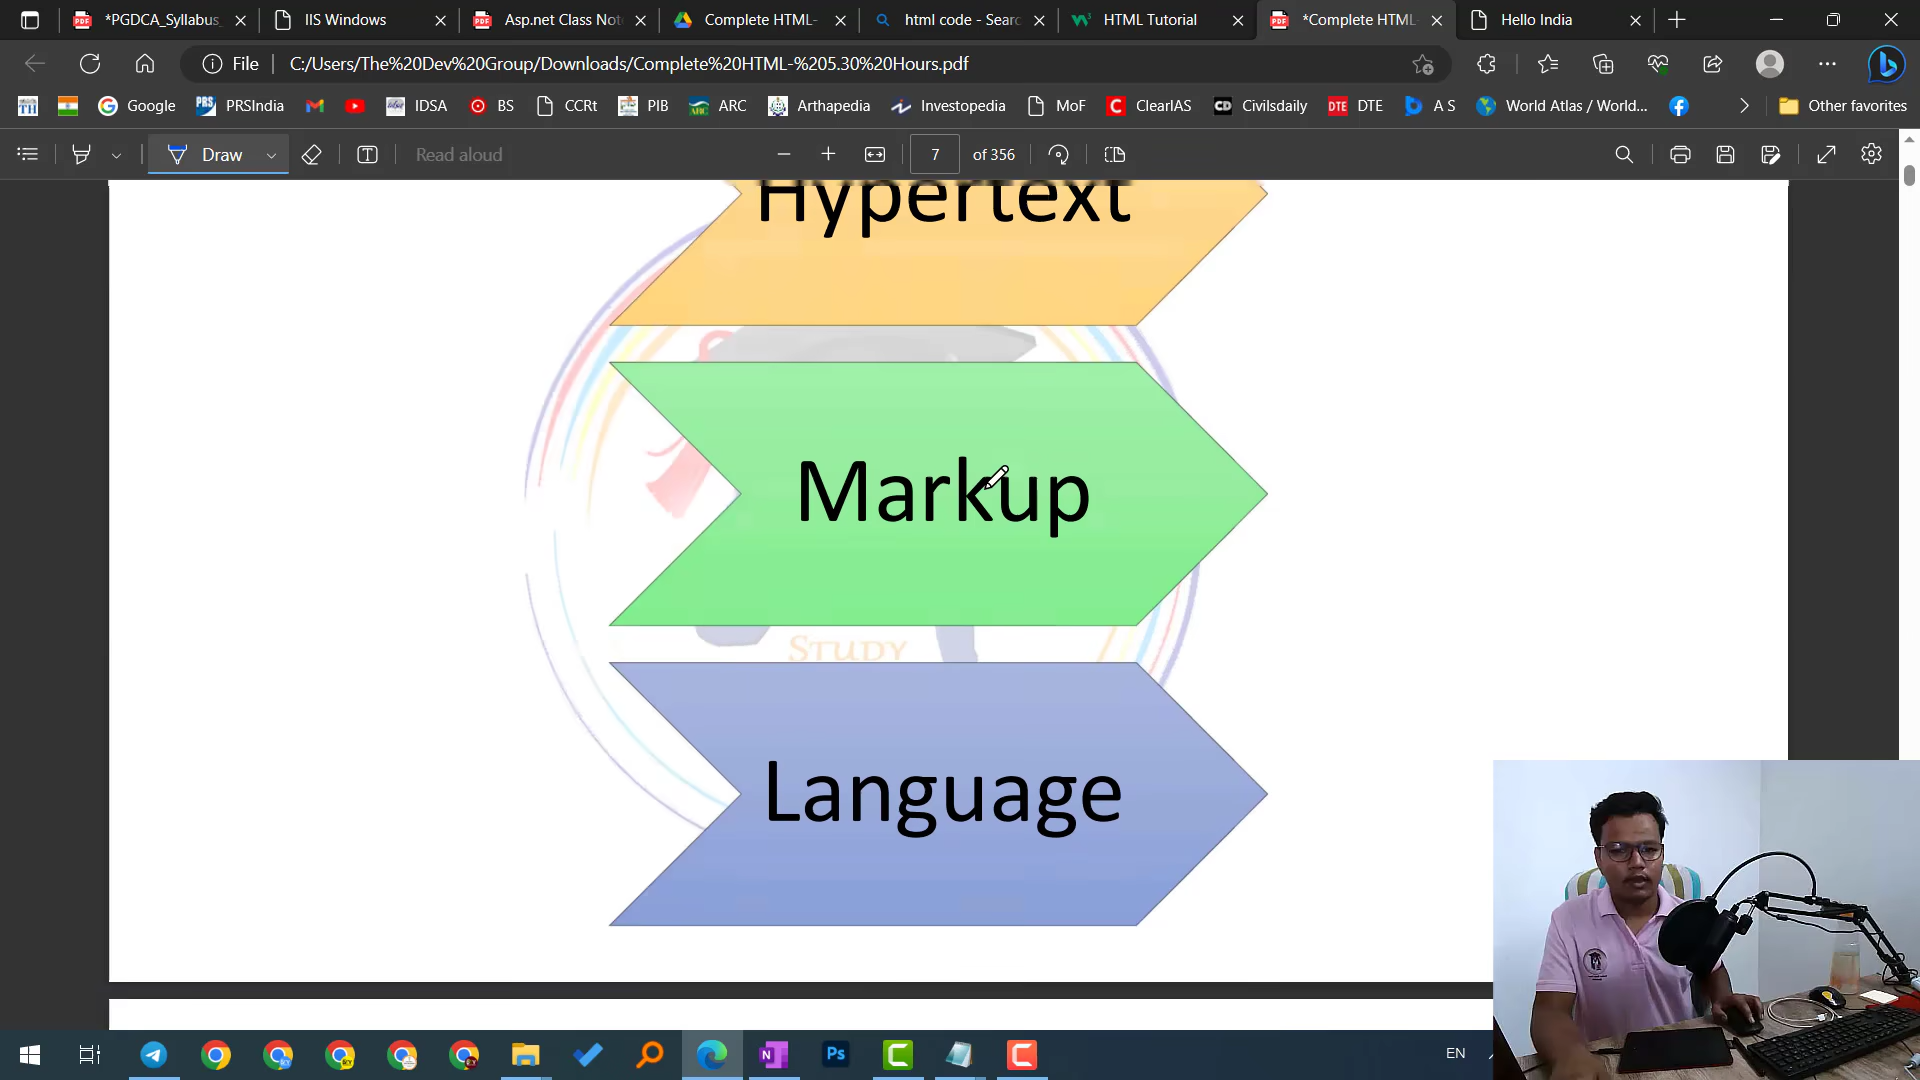 *PGDCA_Syllabus_
IIS Windows
Asp.net Class Not
Complete HTML-
html code - Searc
HTML Tutorial
*Complete HTML-
Hello India
File
C:/Users/The%20Dev%20Group/Downloads/Complete%20HTML-%205.30%20Hours.pdf
Google
PRSIndia
IDSA
BS
CCRt
PIB
ARC
Arthapedia
Investopedia
MoF
ClearIAS
Civilsdaily
DTE
A S
World Atlas / World...
Other favorites
Draw
Read aloud
7
of 356
Hypertext
Markup
STUDY
Language
EN